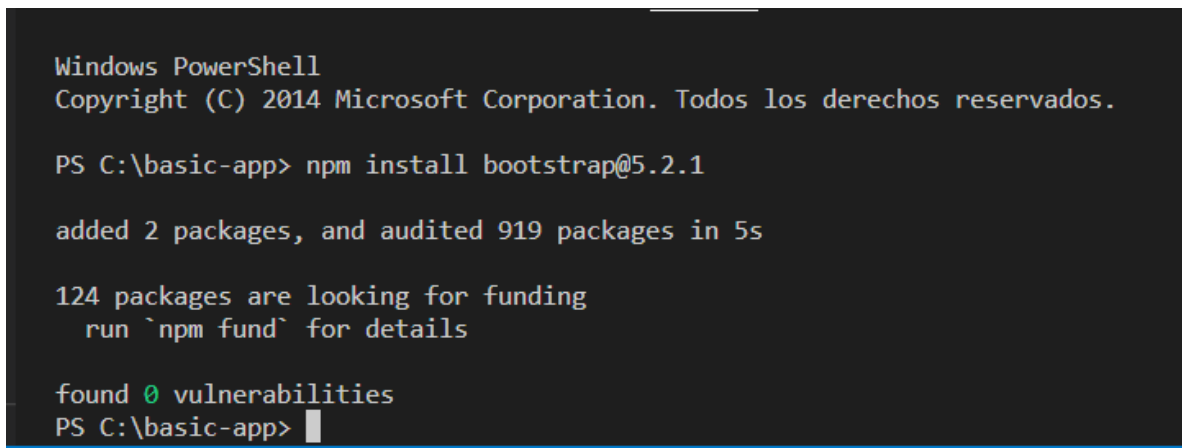 Windows PowerShell
Copyright (C) 2014 Microsoft Corporation. Todos los derechos reservados.
PS C:\basic-app> npm install bootstrap@5.2.1
added 2 packages, and audited 919 packages in 5s
124 packages are looking for funding
  run `npm fund` for details
found 0 vulnerabilities
PS C:\basic-app>